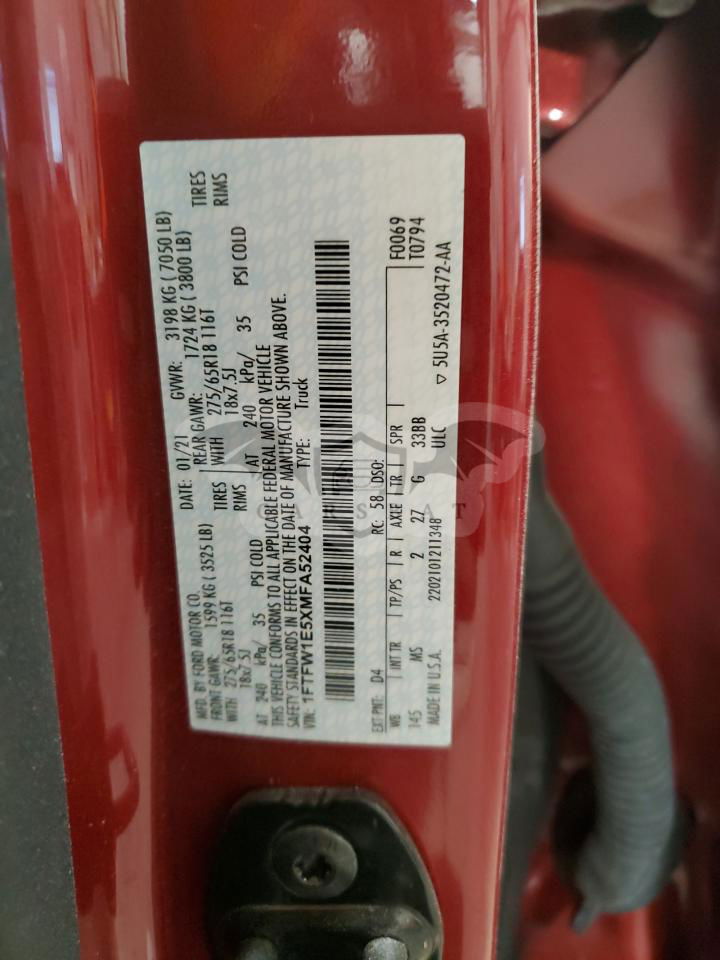 MFD. BY FORD MOTOR CO. DATE: 01/21 GVWR: 3198 KG ( 7050 LB)
FRONT GAWR: 1599 KG ( 3525 LB) REAR GAWR: 1724 KG ( 3800 LB)
WITH 275/65R18 116T TIRES WITH 275/65R18 116T TIRES
18x7.5J RIMS 18x7.5J RIMS
AT 240 kPa/ 35 PSI COLD AT 240 kPa/ 35 PSI COLD
THIS VEHICLE CONFORMS TO ALL APPLICABLE FEDERAL MOTOR VEHICLE
SAFETY STANDARDS IN EFFECT ON THE DATE OF MANUFACTURE SHOWN ABOVE.
VIN: 1FTFW1E5XMFA52404 TYPE: Truck
EXT PNT: D4 RC: 58 DSO: F0069
WB INT TR TP/PS R AXLE TR SPR T0794
145 MS 2 27 G 33BB
MADE IN U.S.A. 2202101211348 UILC ▽ 5U5A-3520472-AA
CARSTAT